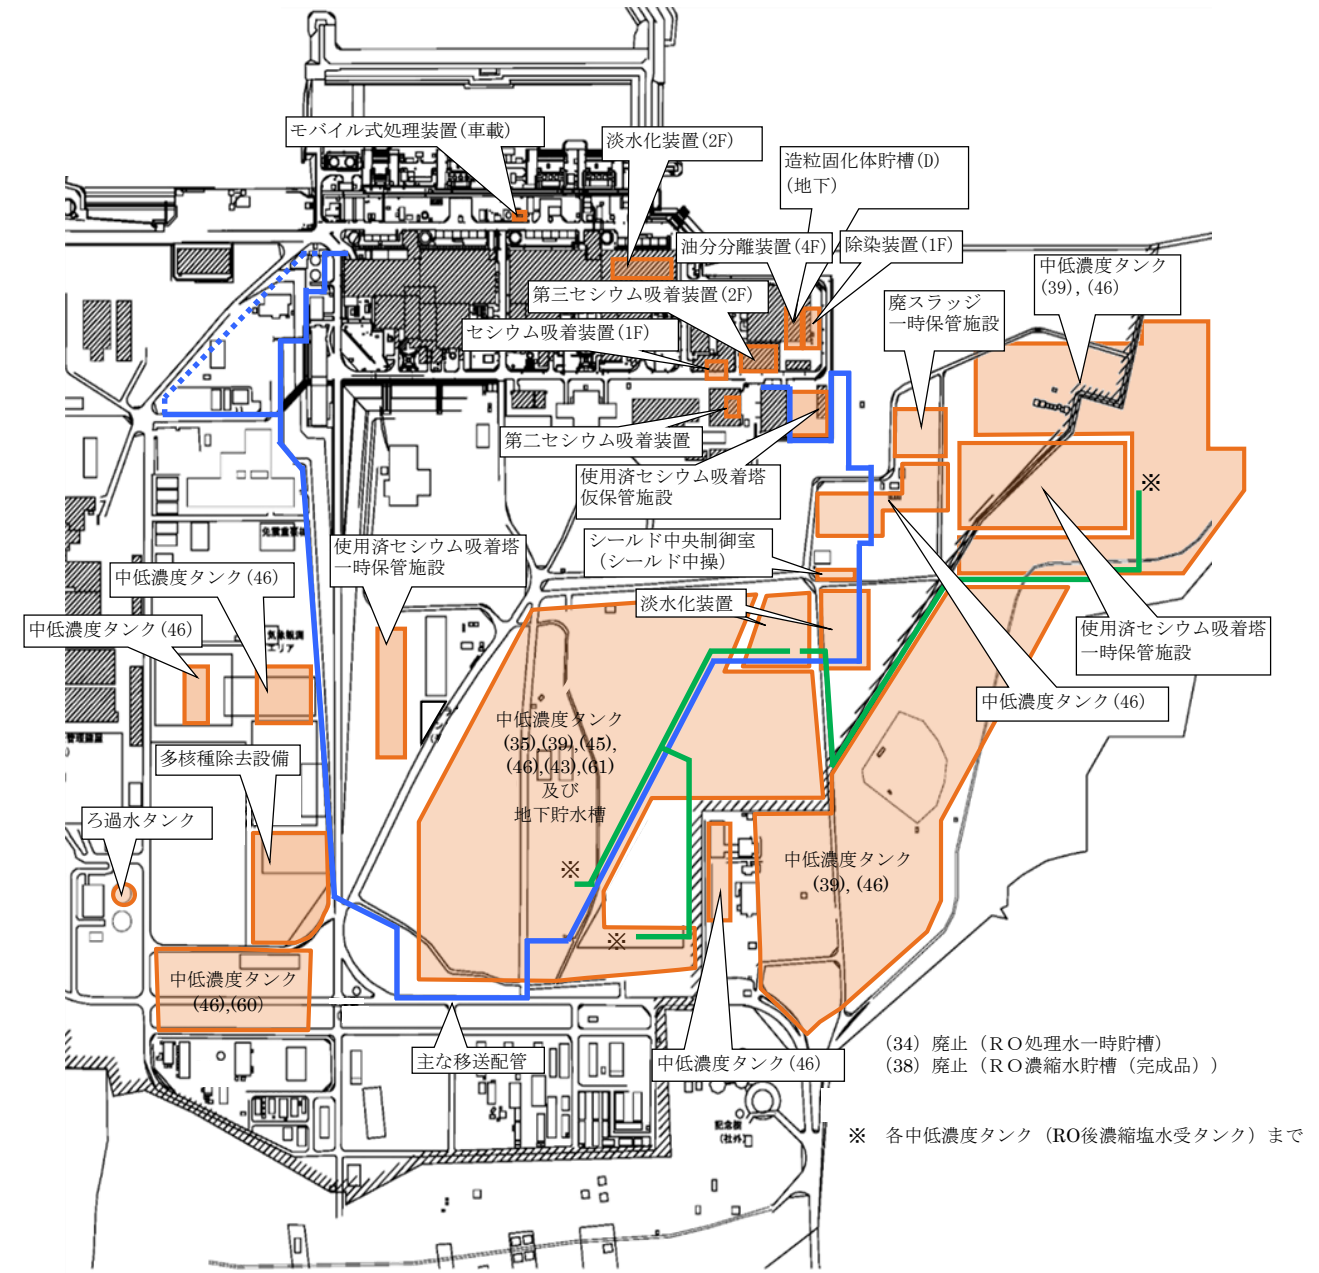 モバイル式処理装置(車載)
淡水化装置(2F)
造粒固化体貯槽(D)
(地下)
油分分離装置(4F)
除染装置(1F)
中低濃度タンク
(39), (46)
第三セシウム吸着装置(2F)
廃スラッジ
一時保管施設
セシウム吸着装置(1F)
第二セシウム吸着装置
使用済セシウム吸着塔
仮保管施設
※
シールド中央制御室
(シールド中操)
使用済セシウム吸着塔
一時保管施設
中低濃度タンク(46)
淡水化装置
中低濃度タンク(46)
使用済セシウム吸着塔
一時保管施設
気象観測
エリア
中低濃度タンク(46)
中低濃度タンク
(35),(39),(45),
(46),(43),(61)
及び
地下貯水槽
多核種除去設備
ろ過水タンク
中低濃度タンク
(39), (46)
※
※
中低濃度タンク
(46),(60)
主な移送配管
中低濃度タンク(46)
(34) 廃止(RO処理水一時貯槽)
(38) 廃止(RO濃縮水貯槽(完成品))
記念館
(社外)
※ 各中低濃度タンク(RO後濃縮塩水受タンク)まで